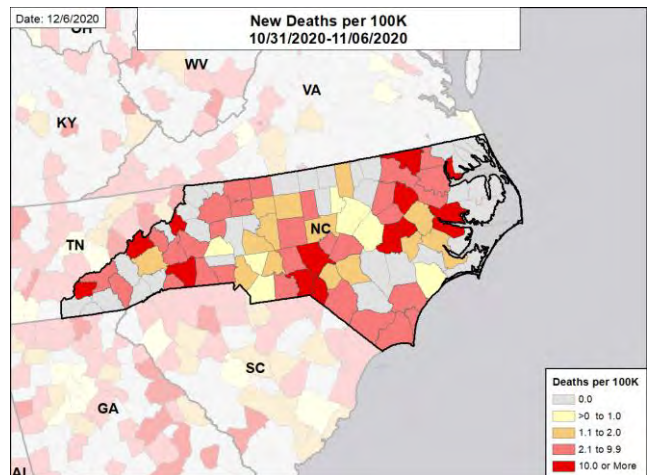 Date: 12/6/2020
New Deaths per 100K
10/31/2020-11/06/2020
OH
WV
VA
KY
TN
NC
SC
GA
AL
Deaths per 100K
0.0
>0 to 1.0
1.1 to 2.0
2.1 to 9.9
10.0 or More